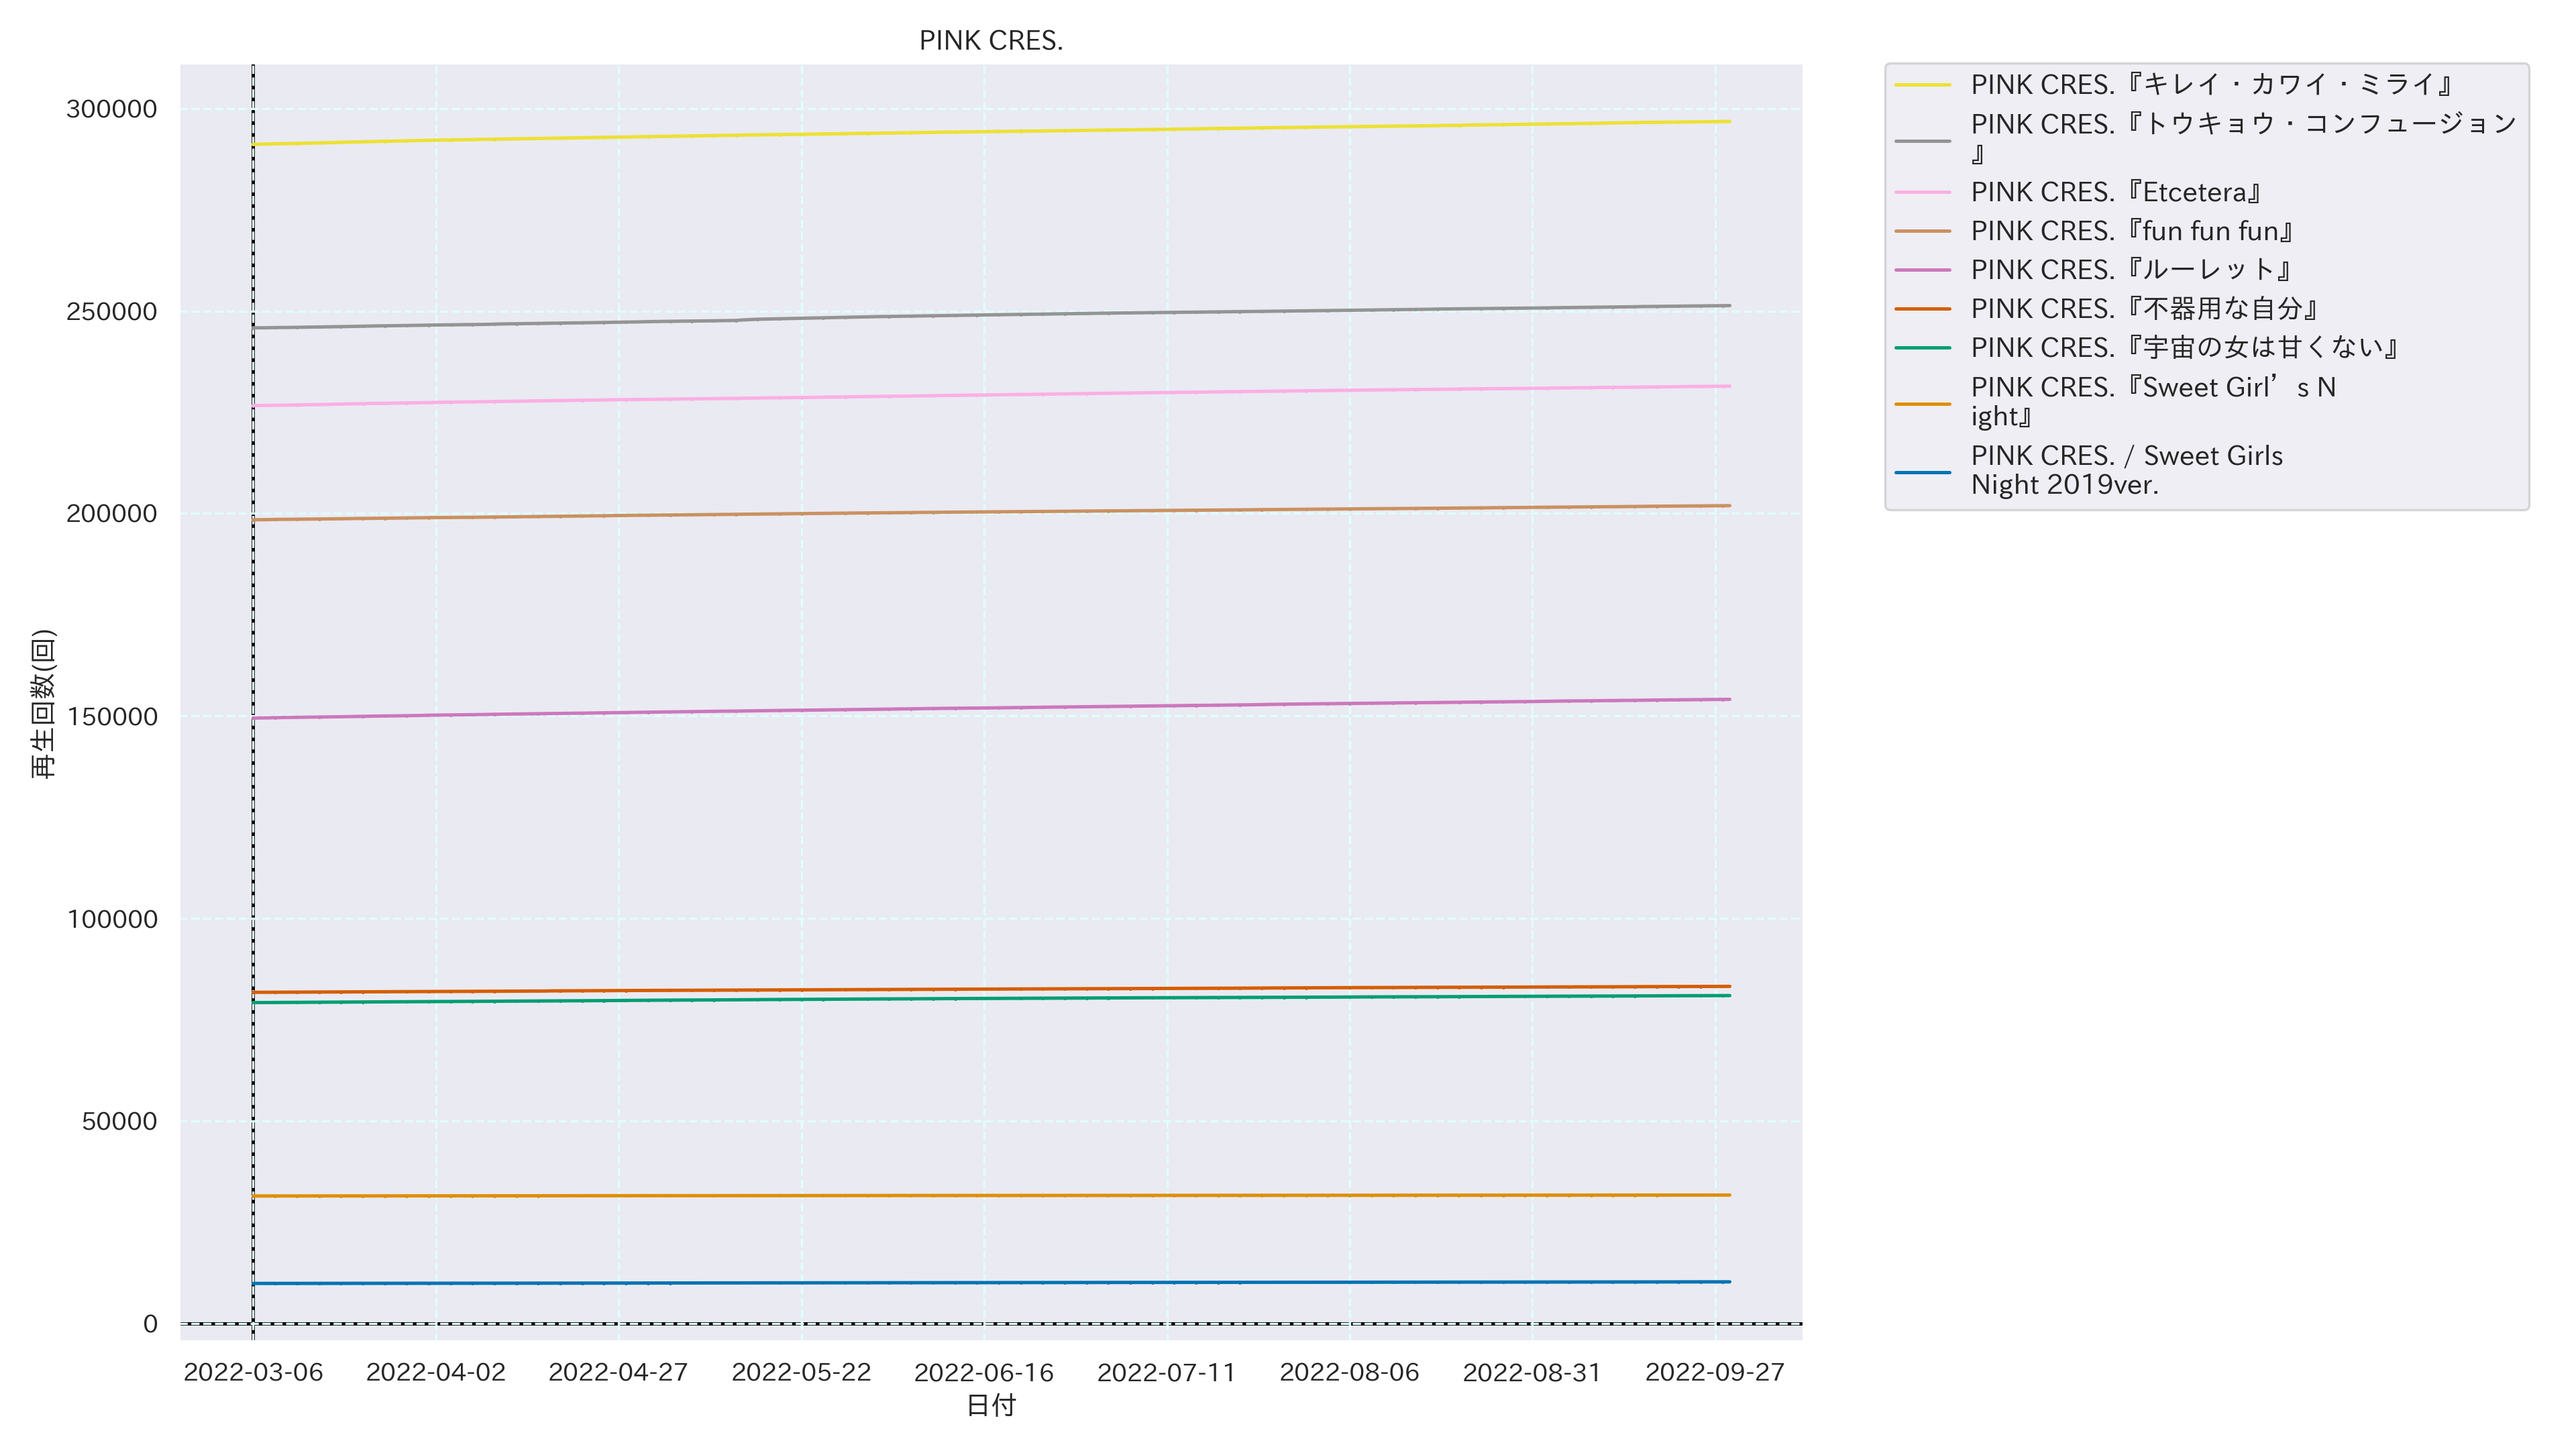 PINK CRES.
300000
250000
200000
150000
100000
50000
0
再生回数(回)
2022-03-06
2022-04-02
2022-04-27
2022-05-22
2022-06-16
2022-07-11
2022-08-06
2022-08-31
2022-09-27
日付
PINK CRES.『キレイ・カワイ・ミライ』
PINK CRES.『トウキョウ・コンフュージョン
』
PINK CRES.『Etcetera』
PINK CRES.『fun fun fun』
PINK CRES.『ルーレット』
PINK CRES.『不器用な自分』
PINK CRES.『宇宙の女は甘くない』
PINK CRES.『Sweet Girl’s N
ight』
PINK CRES. / Sweet Girls
Night 2019ver.